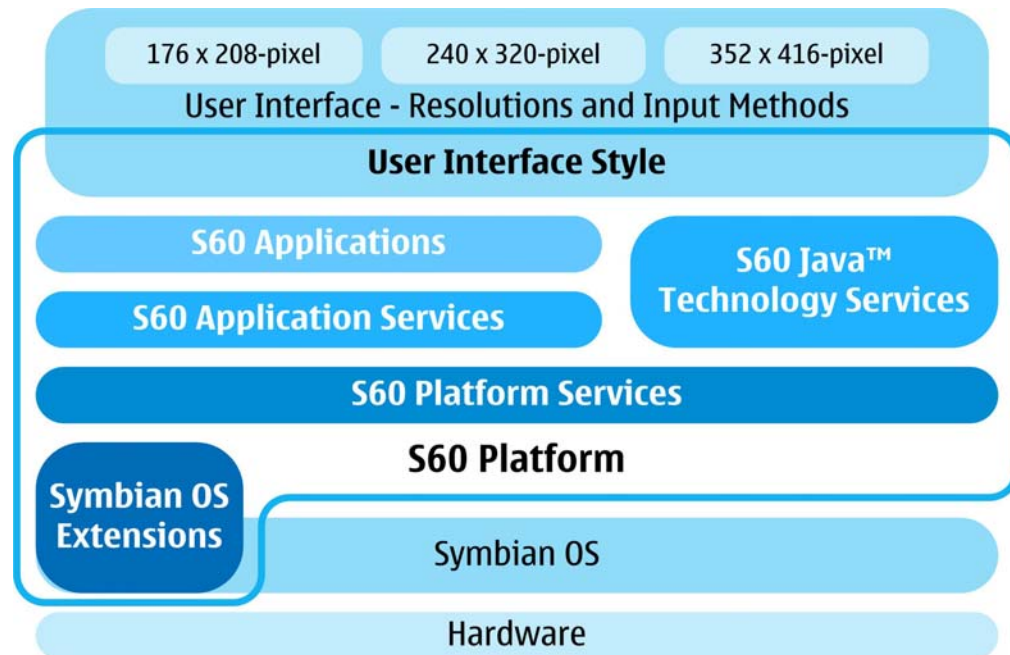 176 x 208-pixel
240 x 320-pixel
352 x 416-pixel
User Interface - Resolutions and Input Methods
User Interface Style
S60 Applications
S60 Java™
Technology Services
S60 Application Services
S60 Platform Services
S60 Platform
Symbian OS
Extensions
Symbian OS
Hardware